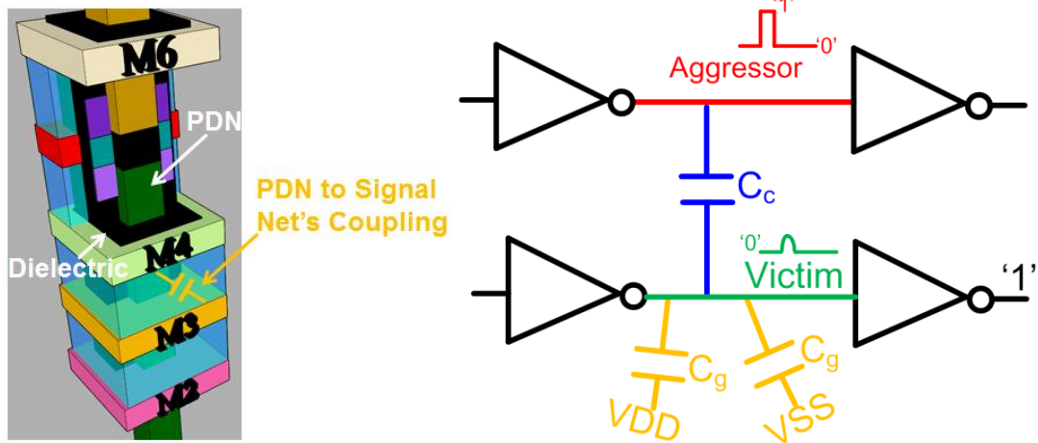 M6
PDN
PDN to Signal
Net's Coupling
Dielectric
M4
M3
M2
'1'
'0'
Aggressor
Cc
'0'
Victim
'1'
Cg
Cg
VDD
VSS